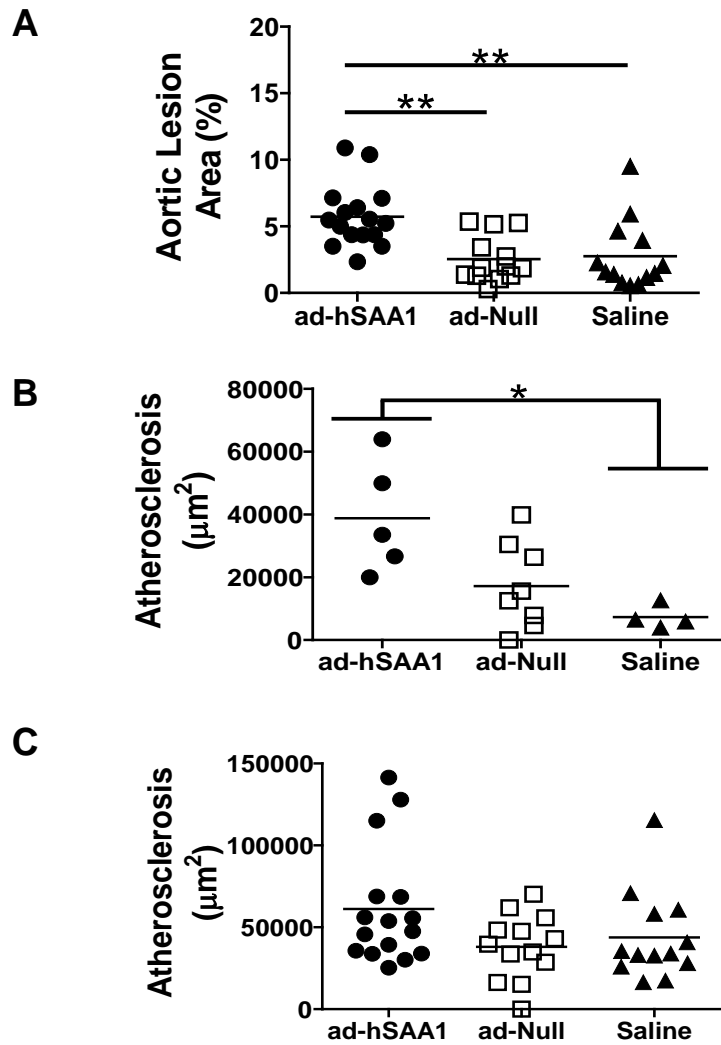 A
Aortic Lesion
Area (%)
20
15
10
5
0
**
**
ad-hSAA1
ad-Null
Saline
B
Atherosclerosis
(μm²)
80000
60000
40000
20000
0
*
ad-hSAA1
ad-Null
Saline
C
Atherosclerosis
(μm²)
150000
100000
50000
0
ad-hSAA1
ad-Null
Saline